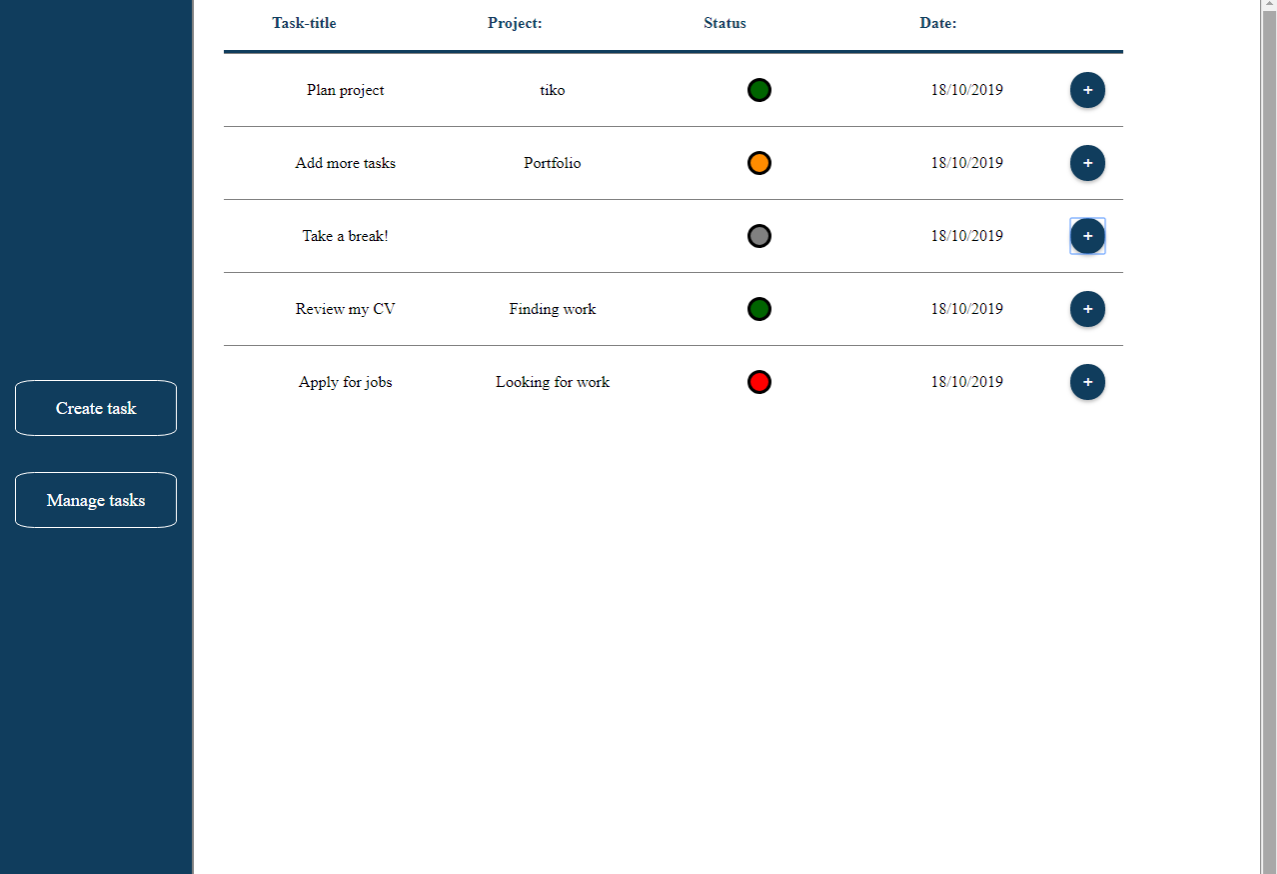 Task-title Project: Status Date:
Plan project tiko 18/10/2019 +
Add more tasks Portfolio 18/10/2019 +
Take a break! 18/10/2019 +
Review my CV Finding work 18/10/2019 +
Apply for jobs Looking for work 18/10/2019 +
Create task
Manage tasks